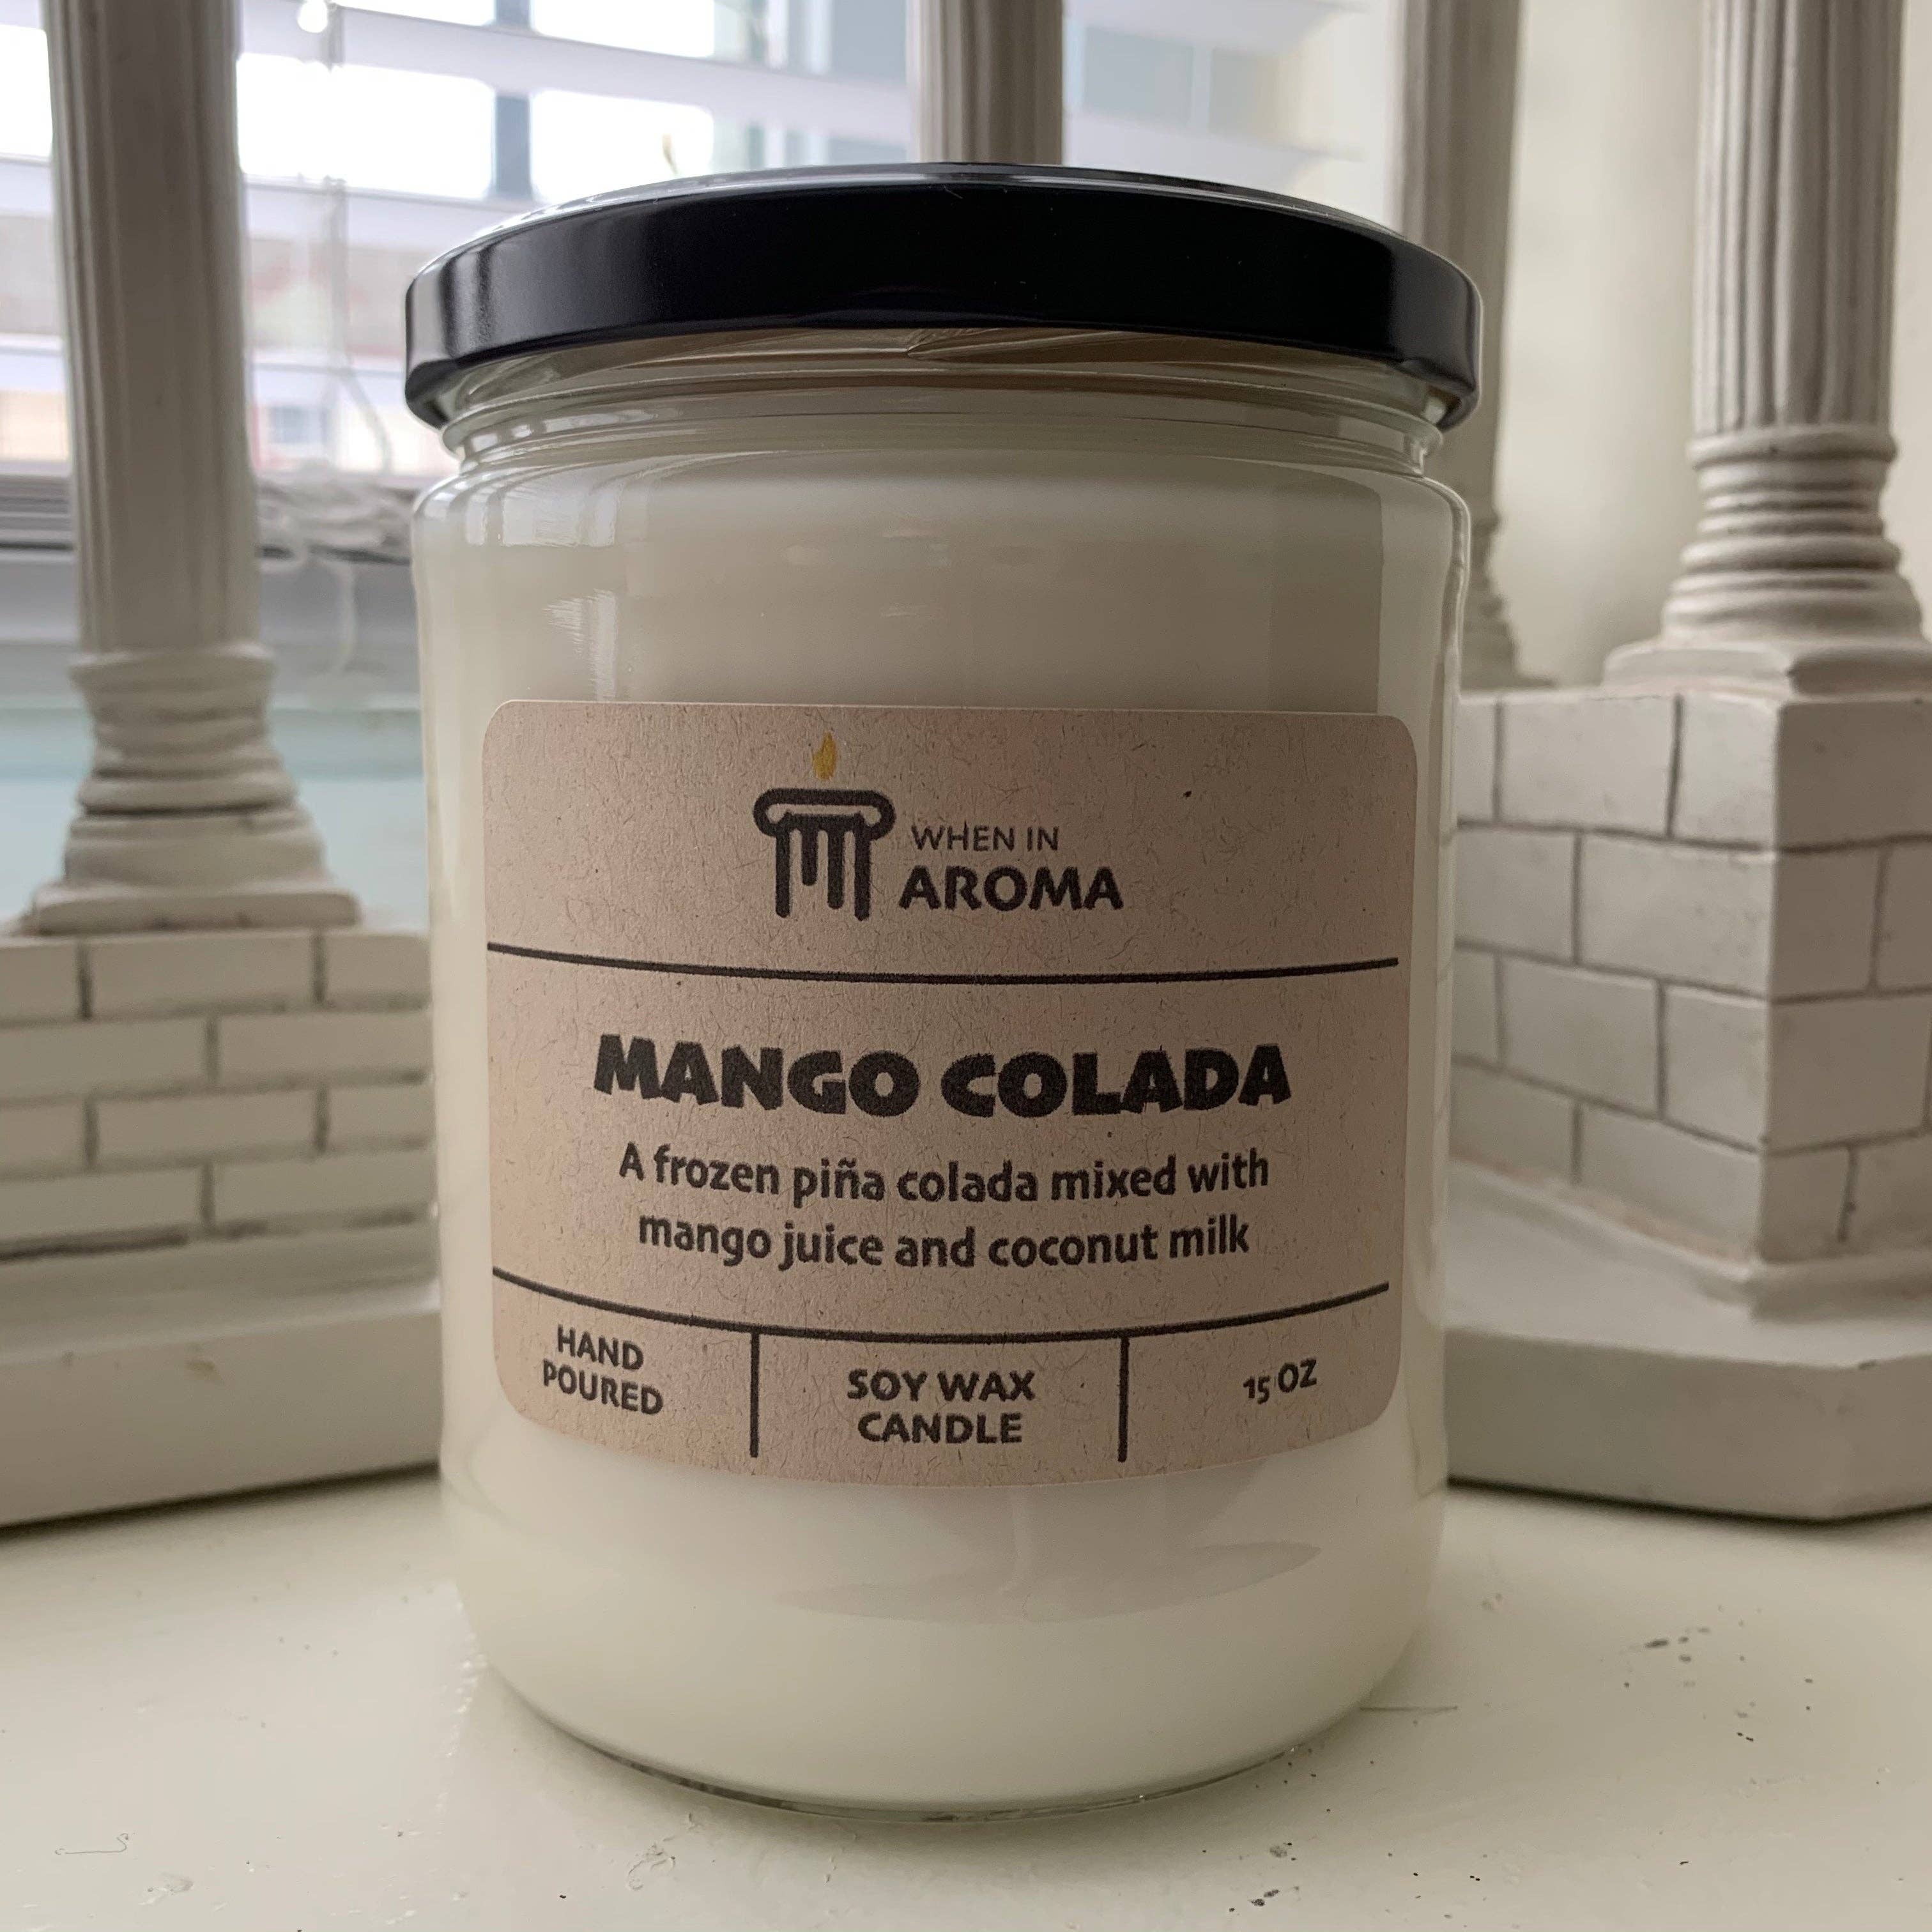 WHEN IN
AROMA
MANGO COLADA
A frozen piña colada mixed with
mango juice and coconut milk
HAND
POURED
SOY WAX
CANDLE
15 OZ